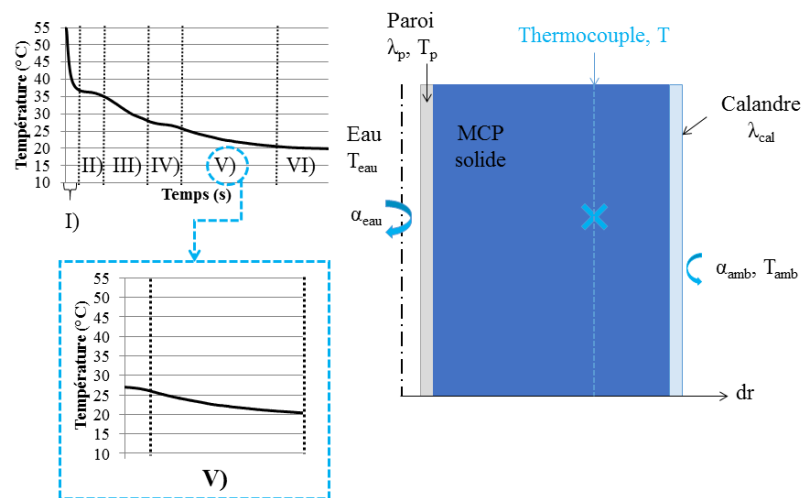 Température (°C)
55
50
45
40
35
30
25
20
15
10
II)
III)
IV)
V)
VI)
Temps (s)
I)
Température (°C)
55
50
45
40
35
30
25
20
15
10
V)
Paroi
λp, Tp
Thermocouple, T
Calandre
λcal
Eau
Teau
MCP
solide
αeau
αamb, Tamb
dr